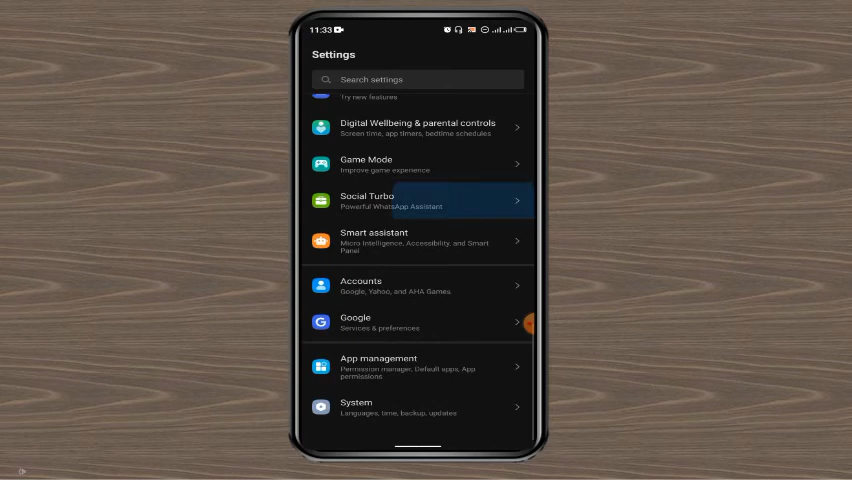 11:33
Settings
Search settings
Try new features
Digital Wellbeing & parental controls
Screen time, app timers, bedtime schedules
Game Mode
Improve game experience
Social Turbo
Powerful WhatsApp Assistant
Smart assistant
Micro Intelligence, Accessibility, and Smart
Panel
Accounts
Google, Yahoo, and AHA Games
Google
Services & preferences
App management
Permission manager, Default apps, App
permissions
System
Languages, time, backup, updates